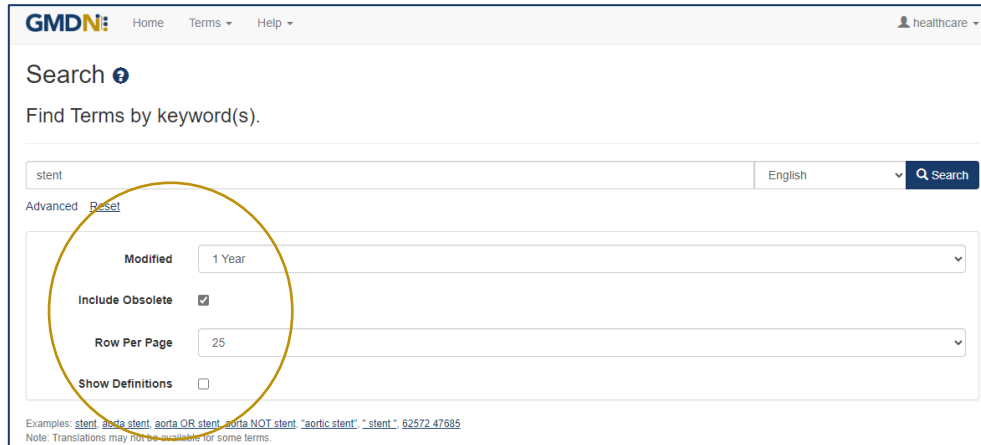 GMDN Home Terms Help healthcare
Search ?
Find Terms by keyword(s).
stent English Search
Advanced Reset
Modified 1 Year
Include Obsolete
Row Per Page 25
Show Definitions
Examples: stent, aorta stent, aorta OR stent, aorta NOT stent, "aortic stent", " stent ", 62572 47685
Note: Translations may not be available for some terms.